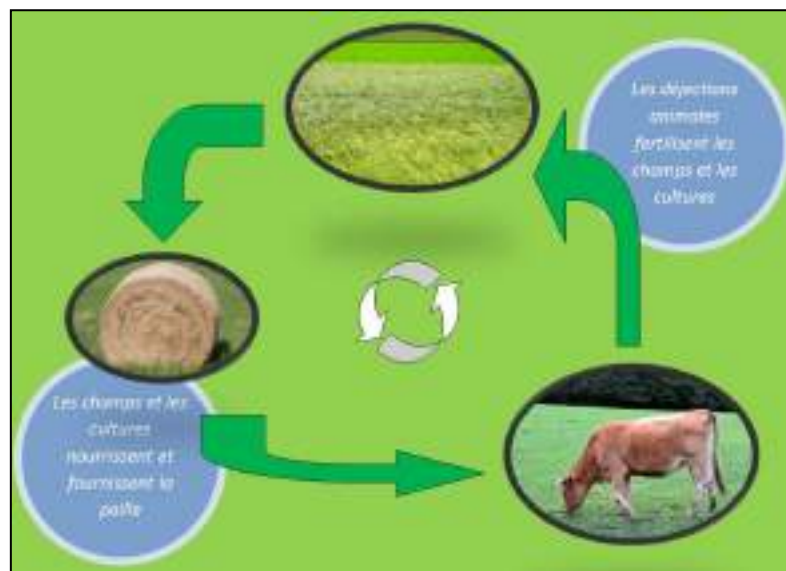 Les déjections
animales
fertilisent les
champs et les
cultures
Les champs et les
cultures
nourrissent et
fournissent la
paille